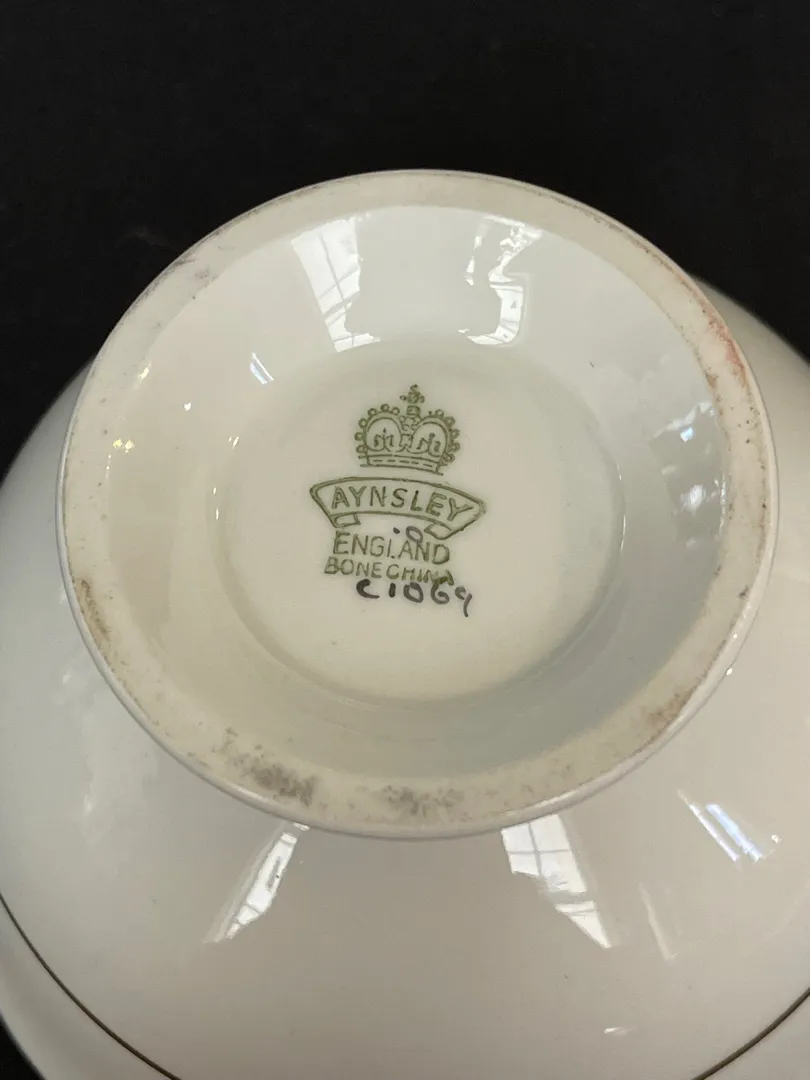 AYNSLEY
ENGLAND
BONE CHINA
C1069